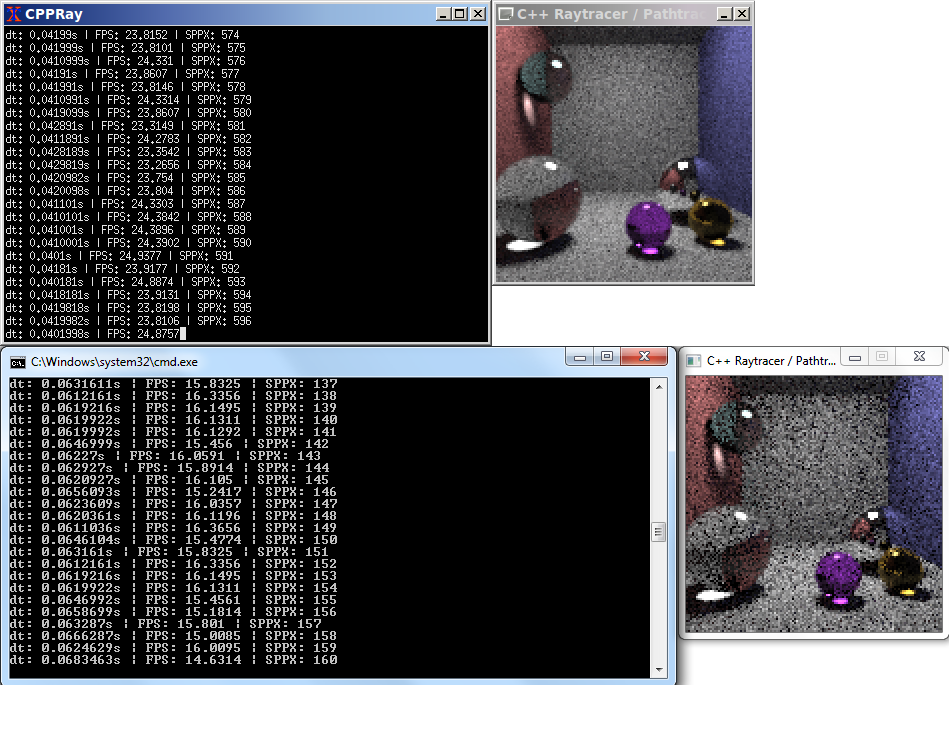 CPPRay
dt: 0.04199s | FPS: 23.8152 | SPPX: 574
dt: 0.041999s | FPS: 23.8101 | SPPX: 575
dt: 0.0410999s | FPS: 24.331 | SPPX: 576
dt: 0.04191s | FPS: 23.8607 | SPPX: 577
dt: 0.041991s | FPS: 23.8146 | SPPX: 578
dt: 0.0410991s | FPS: 24.3314 | SPPX: 579
dt: 0.0419099s | FPS: 23.8607 | SPPX: 580
dt: 0.042891s | FPS: 23.3149 | SPPX: 581
dt: 0.0411891s | FPS: 24.2783 | SPPX: 582
dt: 0.0428189s | FPS: 23.3542 | SPPX: 583
dt: 0.0429819s | FPS: 23.2656 | SPPX: 584
dt: 0.0420982s | FPS: 23.754 | SPPX: 585
dt: 0.0420098s | FPS: 23.804 | SPPX: 586
dt: 0.041101s | FPS: 24.3303 | SPPX: 587
dt: 0.0410101s | FPS: 24.3842 | SPPX: 588
dt: 0.041001s | FPS: 24.3896 | SPPX: 589
dt: 0.0410001s | FPS: 24.3902 | SPPX: 590
dt: 0.0401s | FPS: 24.9377 | SPPX: 591
dt: 0.04181s | FPS: 23.9177 | SPPX: 592
dt: 0.040181s | FPS: 24.8874 | SPPX: 593
dt: 0.0418181s | FPS: 23.9131 | SPPX: 594
dt: 0.0419818s | FPS: 23.8198 | SPPX: 595
dt: 0.0419982s | FPS: 23.8106 | SPPX: 596
dt: 0.0401998s | FPS: 24.8757
C++ Raytracer / Pathtra
C:\Windows\system32\cmd.exe
dt: 0.0631611s | FPS: 15.8325 | SPPX: 137
dt: 0.0612161s | FPS: 16.3356 | SPPX: 138
dt: 0.0619216s | FPS: 16.1495 | SPPX: 139
dt: 0.0619922s | FPS: 16.1311 | SPPX: 140
dt: 0.0619992s | FPS: 16.1292 | SPPX: 141
dt: 0.0646999s | FPS: 15.456 | SPPX: 142
dt: 0.06227s | FPS: 16.0591 | SPPX: 143
dt: 0.062927s | FPS: 15.8914 | SPPX: 144
dt: 0.0620927s | FPS: 16.105 | SPPX: 145
dt: 0.0656093s | FPS: 15.2417 | SPPX: 146
dt: 0.0623609s | FPS: 16.0357 | SPPX: 147
dt: 0.0620361s | FPS: 16.1196 | SPPX: 148
dt: 0.0611036s | FPS: 16.3656 | SPPX: 149
dt: 0.0646104s | FPS: 15.4774 | SPPX: 150
dt: 0.063161s | FPS: 15.8325 | SPPX: 151
dt: 0.0612161s | FPS: 16.3356 | SPPX: 152
dt: 0.0619216s | FPS: 16.1495 | SPPX: 153
dt: 0.0619922s | FPS: 16.1311 | SPPX: 154
dt: 0.0646992s | FPS: 15.4561 | SPPX: 155
dt: 0.0658699s | FPS: 15.1814 | SPPX: 156
dt: 0.063287s | FPS: 15.801 | SPPX: 157
dt: 0.0666287s | FPS: 15.0085 | SPPX: 158
dt: 0.0624629s | FPS: 16.0095 | SPPX: 159
dt: 0.0683463s | FPS: 14.6314 | SPPX: 160
C++ Raytracer / Pathtr...